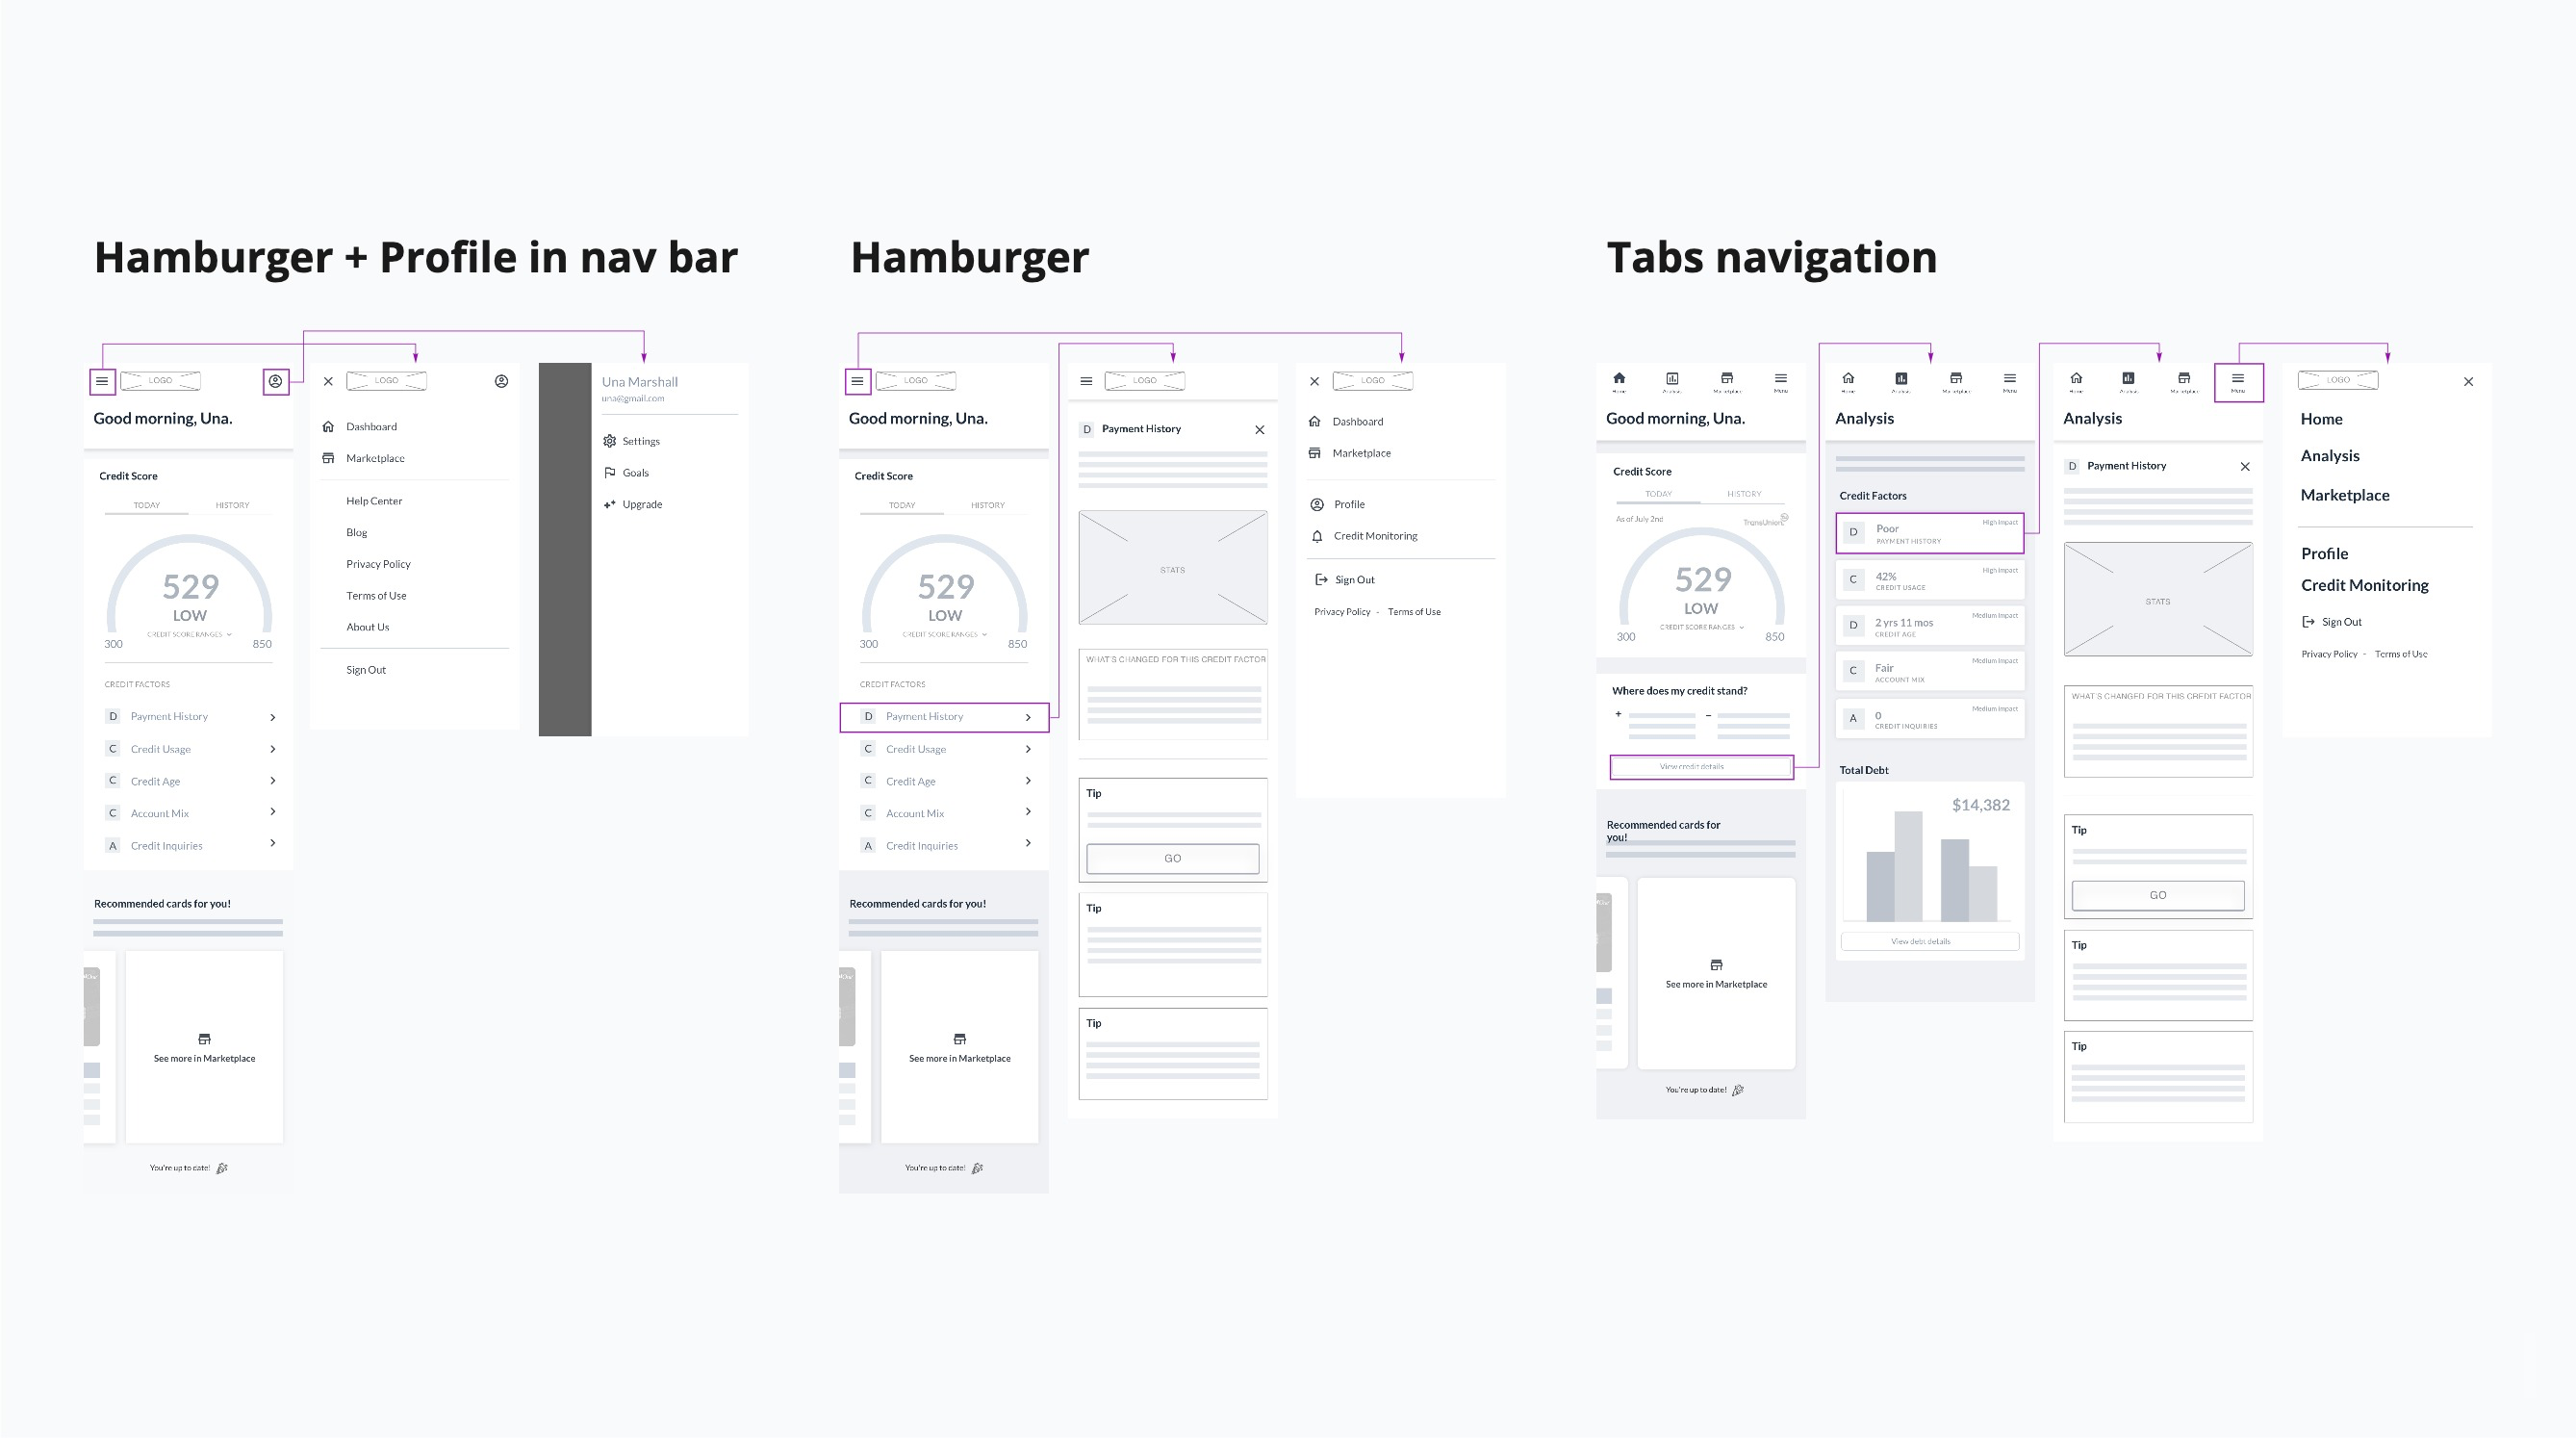 Hamburger + Profile in nav bar
LOGO
Good morning, Una.
Credit Score
TODAY HISTORY
529
LOW
CREDIT SCORE RANGES
300 850
CREDIT FACTORS
D Payment History
C Credit Usage
C Credit Age
C Account Mix
A Credit Inquiries
Recommended cards for you!
See more in Marketplace
You're up to date!
LOGO
Dashboard
Marketplace
Help Center
Blog
Privacy Policy
Terms of Use
About Us
Sign Out
Una Marshall
una@gmail.com
Settings
Goals
Upgrade
Hamburger
LOGO
Good morning, Una.
Credit Score
TODAY HISTORY
529
LOW
CREDIT SCORE RANGES
300 850
CREDIT FACTORS
D Payment History
C Credit Usage
C Credit Age
C Account Mix
A Credit Inquiries
Recommended cards for you!
See more in Marketplace
You're up to date!
LOGO
D Payment History
STATS
WHAT'S CHANGED FOR THIS CREDIT FACTOR
Tip
GO
Tip
Tip
LOGO
Dashboard
Marketplace
Profile
Credit Monitoring
Sign Out
Privacy Policy - Terms of Use
Tabs navigation
Home Analysis Marketplace Menu
Good morning, Una.
Credit Score
TODAY HISTORY
As of July 2nd TransUnion
529
LOW
CREDIT SCORE RANGES
300 850
Where does my credit stand?
+ –
View credit details
Recommended cards for
you!
See more in Marketplace
You're up to date!
Home Analysis Marketplace Menu
Analysis
Credit Factors
D Poor High Impact
PAYMENT HISTORY
C 42% High Impact
CREDIT USAGE
D 2 yrs 11 mos Medium Impact
CREDIT AGE
C Fair Medium Impact
ACCOUNT MIX
A 0 Medium Impact
CREDIT INQUIRIES
Total Debt
$14,382
View debt details
Home Analysis Marketplace Menu
Analysis
D Payment History
STATS
WHAT'S CHANGED FOR THIS CREDIT FACTOR
Tip
GO
Tip
Tip
LOGO
Home
Analysis
Marketplace
Profile
Credit Monitoring
Sign Out
Privacy Policy - Terms of Use